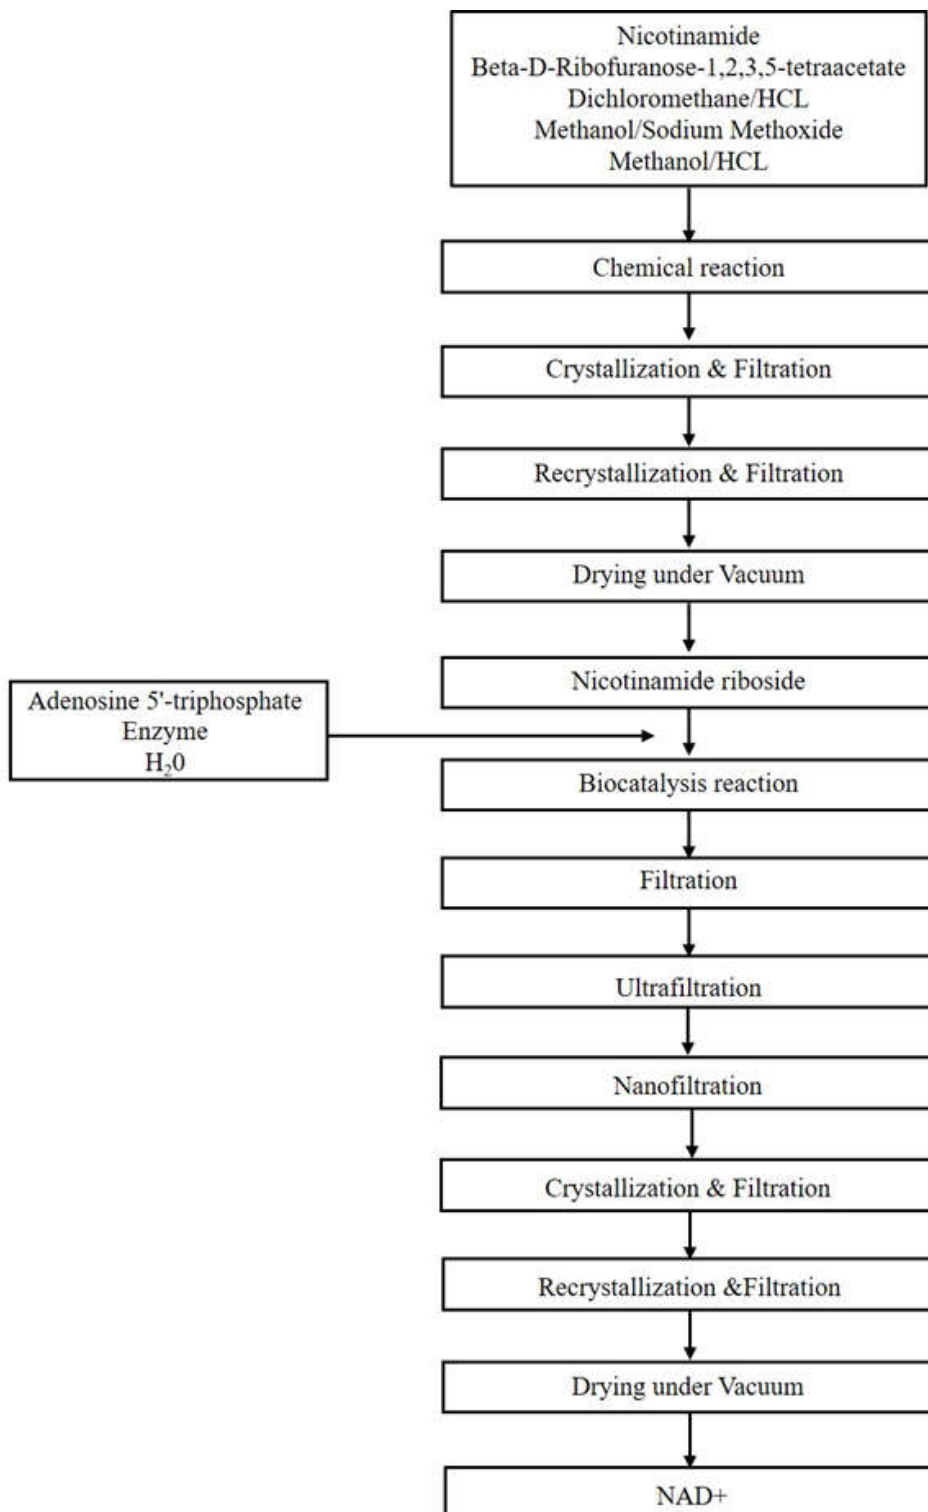 Nicotinamide
Beta-D-Ribofuranose-1,2,3,5-tetraacetate
Dichloromethane/HCL
Methanol/Sodium Methoxide
Methanol/HCL
Chemical reaction
Crystallization & Filtration
Recrystallization & Filtration
Drying under Vacuum
Nicotinamide riboside
Adenosine 5'-triphosphate
Enzyme
H₂0
Biocatalysis reaction
Filtration
Ultrafiltration
Nanofiltration
Crystallization & Filtration
Recrystallization &Filtration
Drying under Vacuum
NAD+